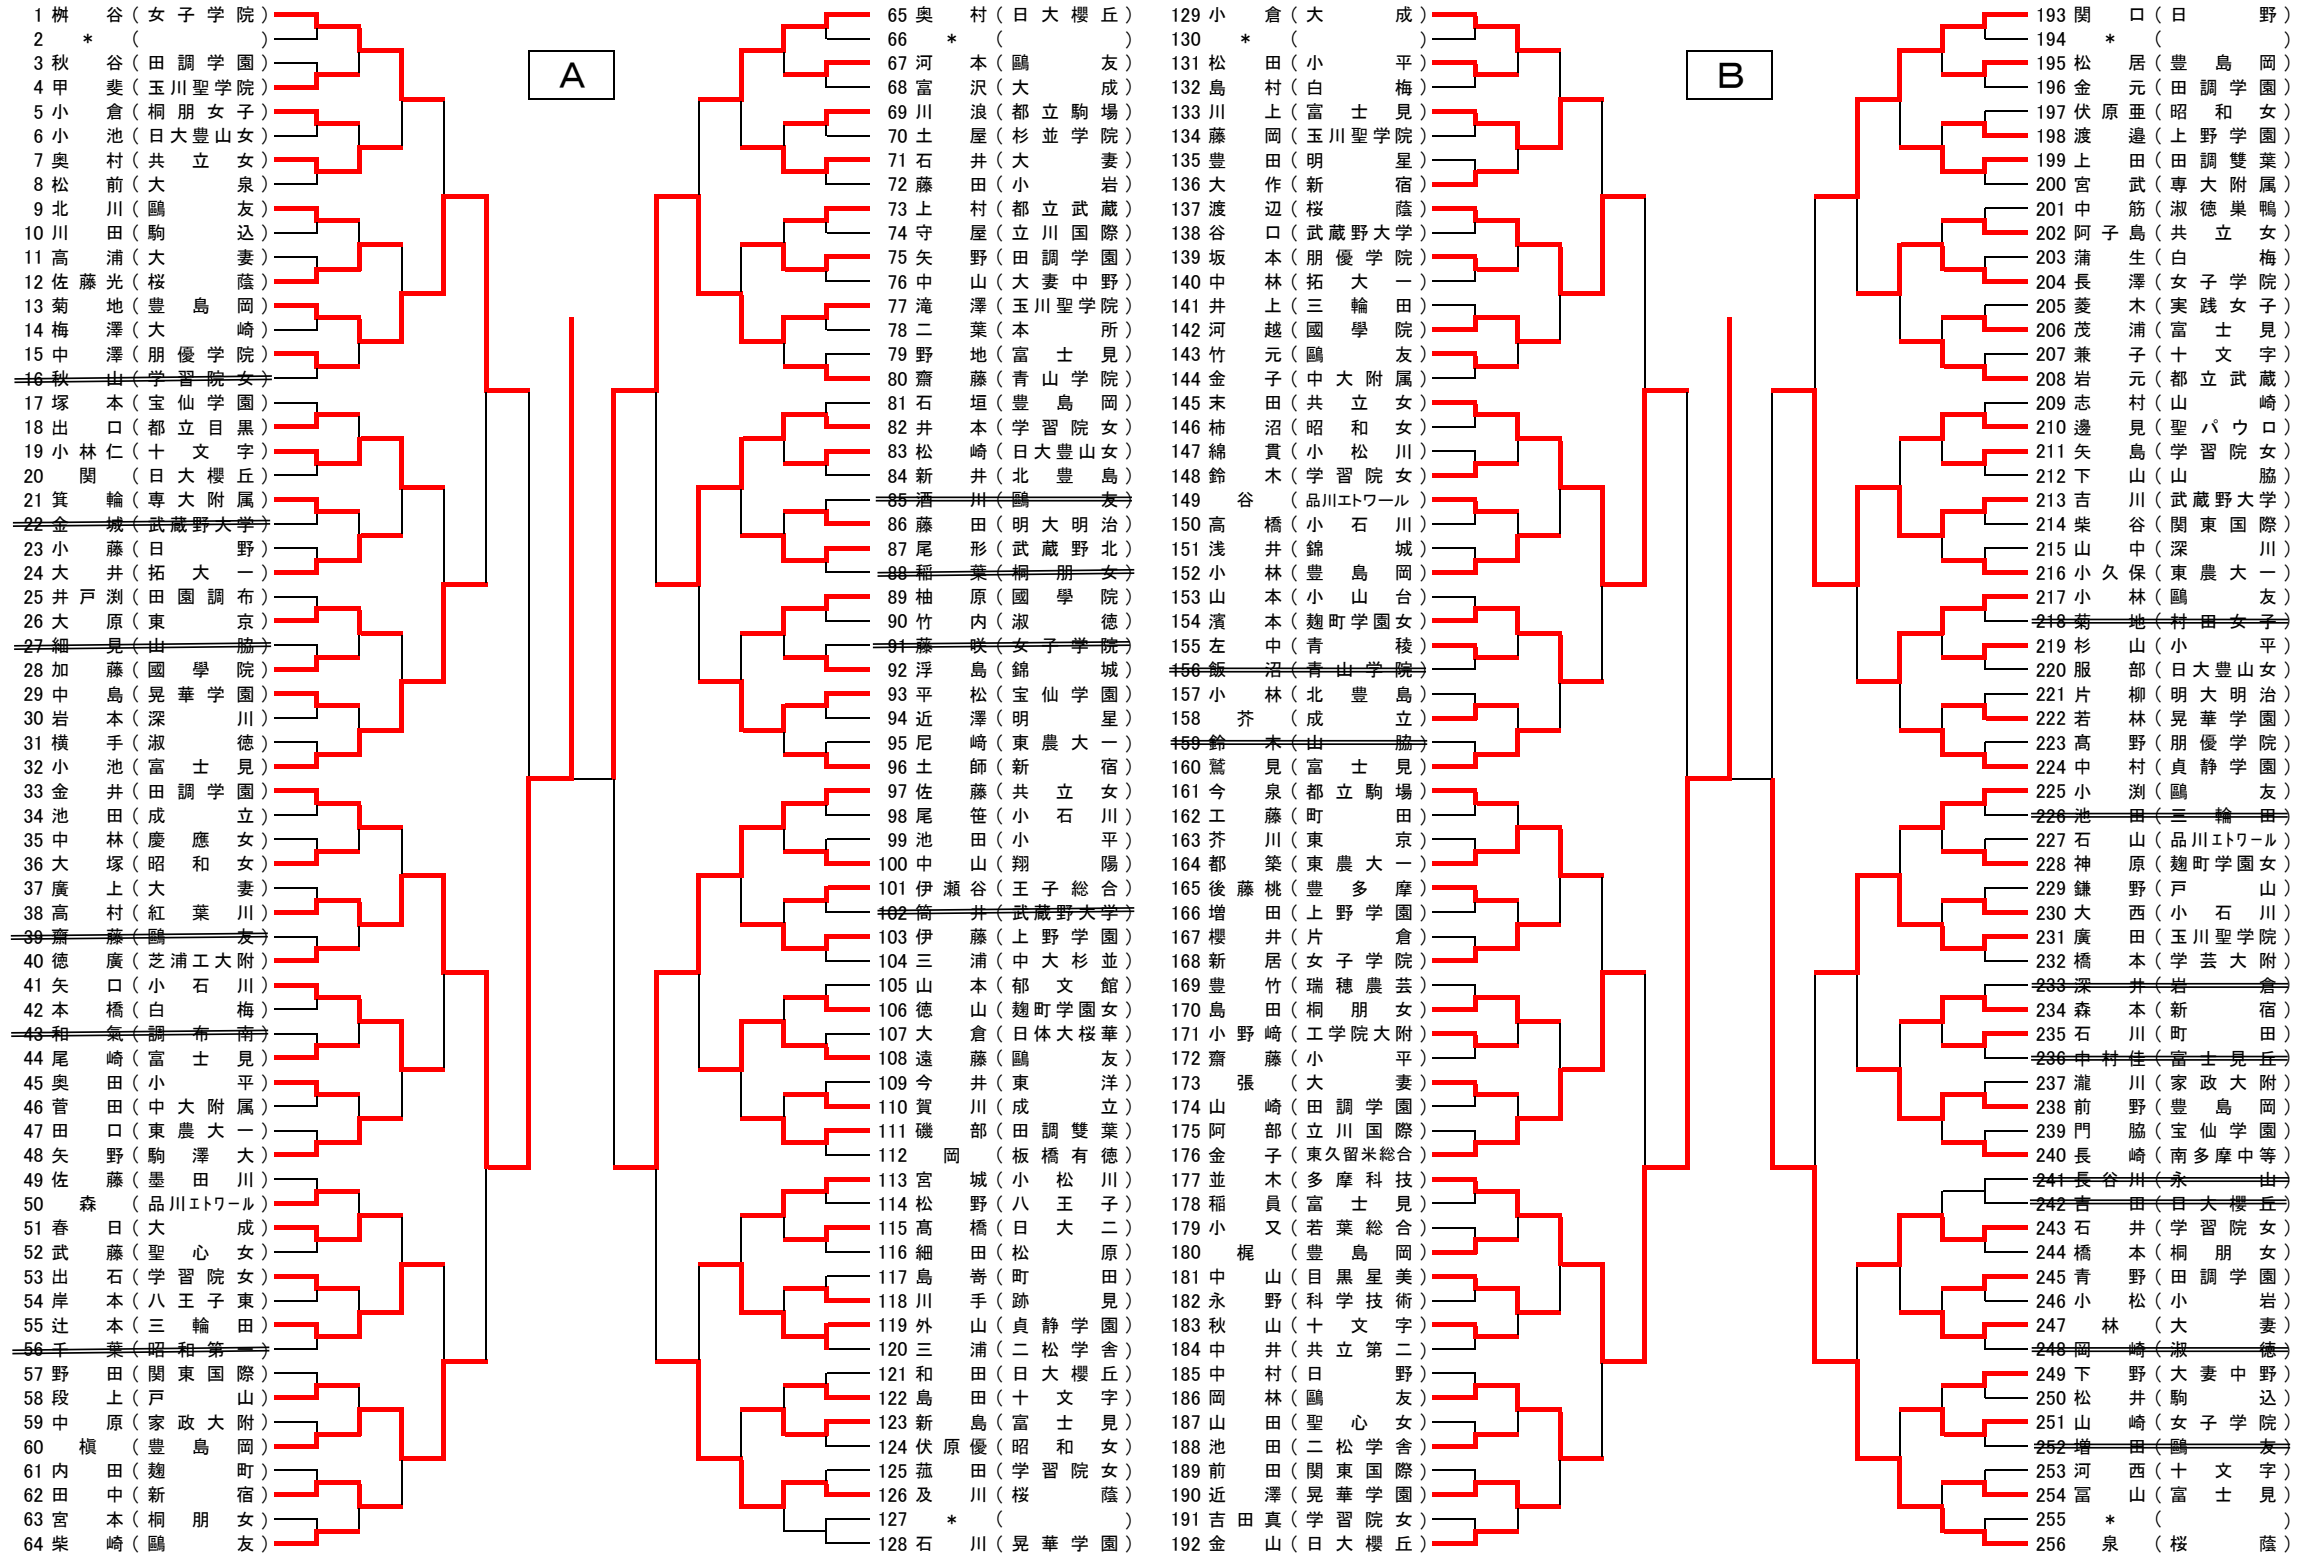 A
B
1 桝谷（女子学院）
2 *（ ）
3 秋谷（田調学園）
4 甲斐（玉川聖学院）
5 小倉（桐朋女子）
6 小池（日大豊山女）
7 奥村（共立女）
8 松前（大泉）
9 北川（鷗友）
10 川田（駒込）
11 高浦（大妻）
12 佐藤光（桜蔭）
13 菊地（豊島岡）
14 梅澤（大崎）
15 中澤（朋優学院）
16 秋山（学習院女）
17 塚本（宝仙学園）
18 出口（都立目黒）
19 小林仁（十文字）
20 関（日大櫻丘）
21 箕輪（専大附属）
22 金城（武蔵野大学）
23 小藤（日野）
24 大井（拓大一）
25 井戸渕（田園調布）
26 大原（東京）
27 細見（山脇）
28 加藤（國學院）
29 中島（晃華学園）
30 岩本（深川）
31 横手（淑徳）
32 小池（富士見）
33 金井（田調学園）
34 池田（成立）
35 中林（慶應女）
36 大塚（昭和女）
37 廣上（大妻）
38 高村（紅葉川）
39 齋藤（鷗友）
40 徳廣（芝浦工大附）
41 矢口（小石川）
42 本橋（白梅）
43 和氣（調布南）
44 尾崎（富士見）
45 奥田（小平）
46 菅田（中大附属）
47 田口（東農大一）
48 矢野（駒澤大）
49 佐藤（墨田川）
50 森（品川エトワール）
51 春日（大成）
52 武藤（聖心女）
53 出石（学習院女）
54 岸本（八王子東）
55 辻本（三輪田）
56 千葉（昭和第一）
57 野田（関東国際）
58 段上（戸山）
59 中原（家政大附）
60 槇（豊島岡）
61 内田（麹町）
62 田中（新宿）
63 宮本（桐朋女）
64 柴崎（鷗友）
65 奥村（日大櫻丘）
66 *（ ）
67 河本（鷗友）
68 富沢（大成）
69 川浪（都立駒場）
70 土屋（杉並学院）
71 石井（大妻）
72 藤田（小岩）
73 上村（都立武蔵）
74 守屋（立川国際）
75 矢野（田調学園）
76 中山（大妻中野）
77 滝澤（玉川聖学院）
78 二葉（本所）
79 野地（富士見）
80 齋藤（青山学院）
81 石垣（豊島岡）
82 井本（学習院女）
83 松崎（日大豊山女）
84 新井（北豊島）
85 酒川（鷗友）
86 藤田（明大明治）
87 尾形（武蔵野北）
88 稲葉（桐朋女）
89 柚原（國學院）
90 竹内（淑徳）
91 藤咲（女子学院）
92 浮島（錦城）
93 平松（宝仙学園）
94 近澤（明星）
95 尼﨑（東農大一）
96 土師（新宿）
97 佐藤（共立女）
98 尾笹（小石川）
99 池田（小平）
100 中山（翔陽）
101 伊瀬谷（王子総合）
102 筒井（武蔵野大学）
103 伊藤（上野学園）
104 三浦（中大杉並）
105 山本（郁文館）
106 徳山（麹町学園女）
107 大倉（日体大桜華）
108 遠藤（鷗友）
109 今井（東洋）
110 賀川（成立）
111 磯部（田調雙葉）
112 岡（板橋有徳）
113 宮城（小松川）
114 松野（八王子）
115 髙橋（日大二）
116 細田（松原）
117 島嵜（町田）
118 川手（跡見）
119 外山（貞静学園）
120 三浦（二松学舎）
121 和田（日大櫻丘）
122 島田（十文字）
123 新島（富士見）
124 伏原優（昭和女）
125 菰田（学習院女）
126 及川（桜蔭）
127 *（ ）
128 石川（晃華学園）
129 小倉（大成）
130 *（ ）
131 松田（小平）
132 島村（白梅）
133 川上（富士見）
134 藤岡（玉川聖学院）
135 豊田（明星）
136 大作（新宿）
137 渡辺（桜蔭）
138 谷口（武蔵野大学）
139 坂本（朋優学院）
140 中林（拓大一）
141 井上（三輪田）
142 河越（國學院）
143 竹元（鷗友）
144 金子（中大附属）
145 末田（共立女）
146 柿沼（昭和女）
147 綿貫（小松川）
148 鈴木（学習院女）
149 谷（品川エトワール）
150 高橋（小石川）
151 浅井（錦城）
152 小林（豊島岡）
153 山本（小山台）
154 濱本（麹町学園女）
155 左中（青稜）
156 飯沼（青山学院）
157 小林（北豊島）
158 芥（成立）
159 鈴木（山脇）
160 鷲見（富士見）
161 今泉（都立駒場）
162 工藤（町田）
163 芥川（東京）
164 都築（東農大一）
165 後藤桃（豊多摩）
166 増田（上野学園）
167 櫻井（片倉）
168 新居（女子学院）
169 豊竹（瑞穂農芸）
170 島田（桐朋女）
171 小野﨑（工学院大附）
172 齋藤（小平）
173 張（大妻）
174 山崎（田調学園）
175 阿部（立川国際）
176 金子（東久留米総合）
177 並木（多摩科技）
178 稲員（富士見）
179 小又（若葉総合）
180 梶（豊島岡）
181 中山（目黒星美）
182 永野（科学技術）
183 秋山（十文字）
184 中井（共立第二）
185 中村（日野）
186 岡林（鷗友）
187 山田（聖心女）
188 池田（二松学舎）
189 前田（関東国際）
190 近澤（晃華学園）
191 吉田真（学習院女）
192 金山（日大櫻丘）
193 関口（日野）
194 *（ ）
195 松居（豊島岡）
196 金元（田調学園）
197 伏原亜（昭和女）
198 渡邉（上野学園）
199 上田（田調雙葉）
200 宮武（専大附属）
201 中筋（淑徳巣鴨）
202 阿子島（共立女）
203 蒲生（白梅）
204 長澤（女子学院）
205 菱木（実践女子）
206 茂浦（富士見）
207 兼子（十文字）
208 岩元（都立武蔵）
209 志村（山崎）
210 邊見（聖パウロ）
211 矢島（学習院女）
212 下山（山脇）
213 吉川（武蔵野大学）
214 柴谷（関東国際）
215 山中（深川）
216 小久保（東農大一）
217 小林（鷗友）
218 菊地（村田女子）
219 杉山（小平）
220 服部（日大豊山女）
221 片柳（明大明治）
222 若林（晃華学園）
223 髙野（朋優学院）
224 中村（貞静学園）
225 小渕（鷗友）
226 池田（三輪田）
227 石山（品川エトワール）
228 神原（麹町学園女）
229 鎌野（戸山）
230 大西（小石川）
231 廣田（玉川聖学院）
232 橋本（学芸大附）
233 深井（岩倉）
234 森本（新宿）
235 石川（町田）
236 中村佳（富士見丘）
237 瀧川（家政大附）
238 前野（豊島岡）
239 門脇（宝仙学園）
240 長崎（南多摩中等）
241 長谷川（永山）
242 吉田（日大櫻丘）
243 石井（学習院女）
244 橋本（桐朋女）
245 青野（田調学園）
246 小松（小岩）
247 林（大妻）
248 岡崎（淑徳）
249 下野（大妻中野）
250 松井（駒込）
251 山崎（女子学院）
252 増田（鷗友）
253 河西（十文字）
254 冨山（富士見）
255 *（ ）
256 泉（桜蔭）